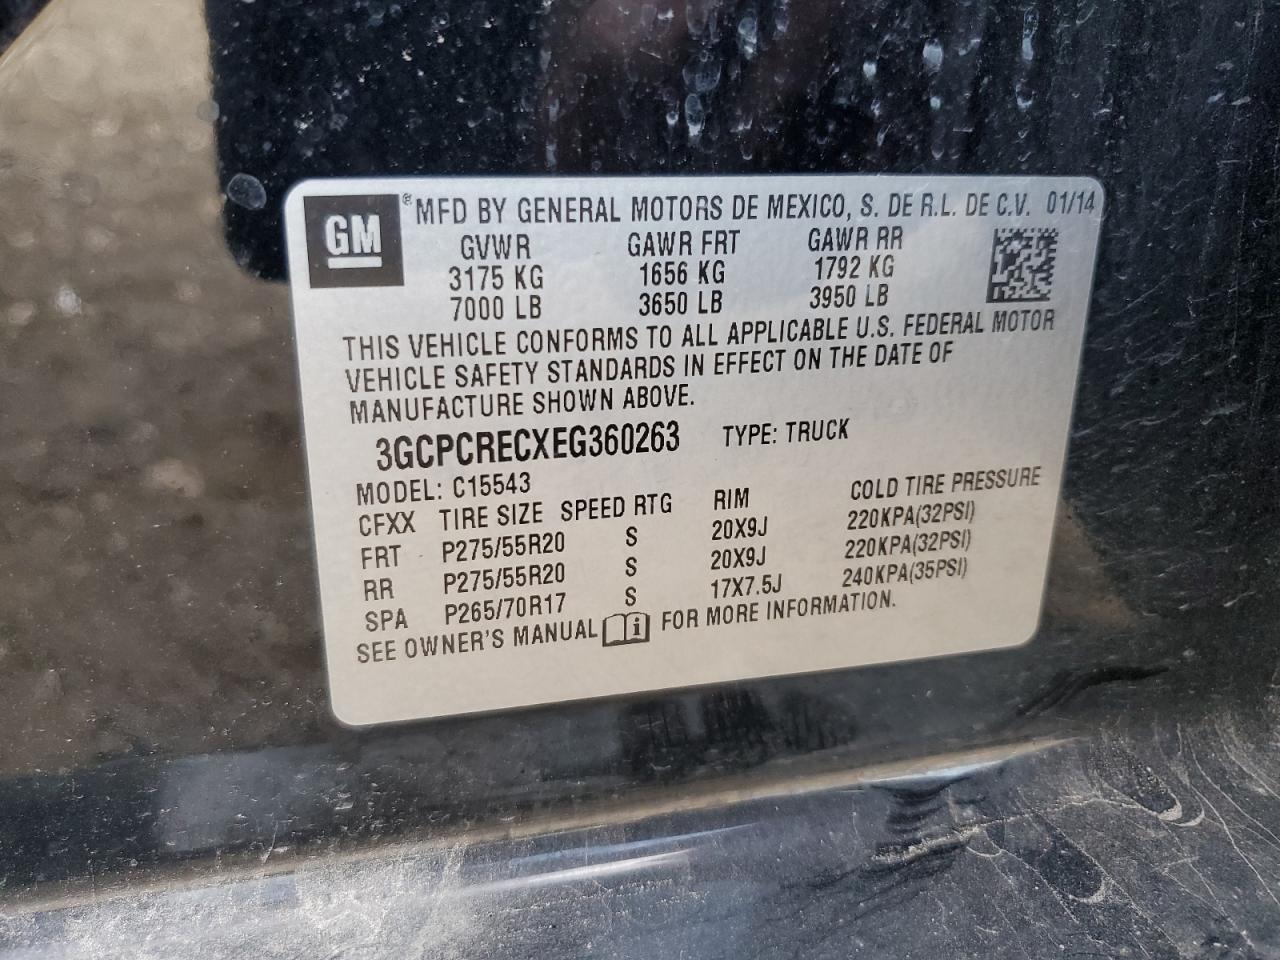 GM ® MFD BY GENERAL MOTORS DE MEXICO, S. DE R.L. DE C.V. 01/14
GVWR GAWR FRT GAWR RR
3175 KG 1656 KG 1792 KG
7000 LB 3650 LB 3950 LB
THIS VEHICLE CONFORMS TO ALL APPLICABLE U.S. FEDERAL MOTOR
VEHICLE SAFETY STANDARDS IN EFFECT ON THE DATE OF
MANUFACTURE SHOWN ABOVE.
3GCPCRECXEG360263 TYPE: TRUCK
MODEL: C15543
CFXX TIRE SIZE SPEED RTG RIM COLD TIRE PRESSURE
FRT P275/55R20 S 20X9J 220KPA(32PSI)
RR P275/55R20 S 20X9J 220KPA(32PSI)
SPA P265/70R17 S 17X7.5J 240KPA(35PSI)
SEE OWNER'S MANUAL i FOR MORE INFORMATION.